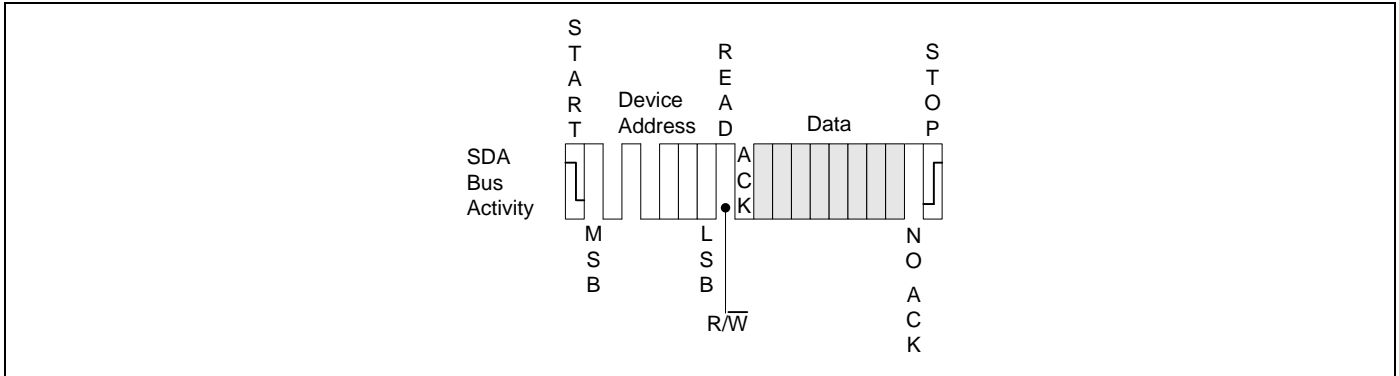 START
Device
Address
READ
Data
STOP
SDA
Bus
Activity
ACK
MSB
LSB
R/W̅
NO ACK